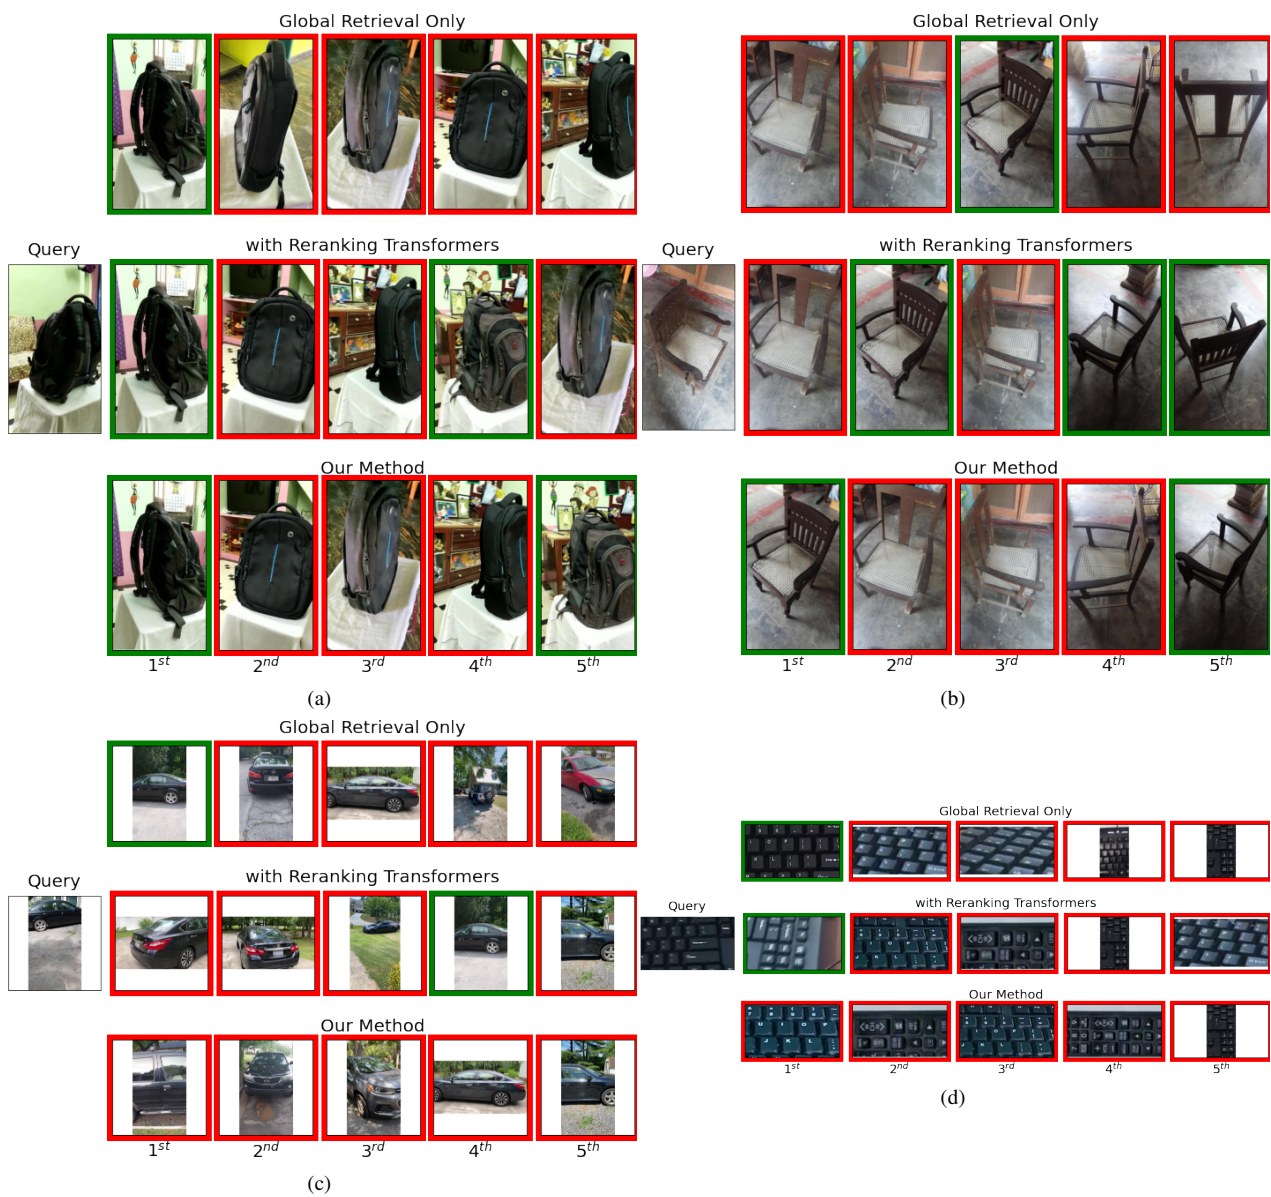 Global Retrieval Only
Query
with Reranking Transformers
Our Method
1st 2nd 3rd 4th 5th
(a)
Global Retrieval Only
Query
with Reranking Transformers
Our Method
1st 2nd 3rd 4th 5th
(b)
Global Retrieval Only
Query
with Reranking Transformers
Our Method
1st 2nd 3rd 4th 5th
(c)
Global Retrieval Only
Query
with Reranking Transformers
Our Method
1st 2nd 3rd 4th 5th
(d)